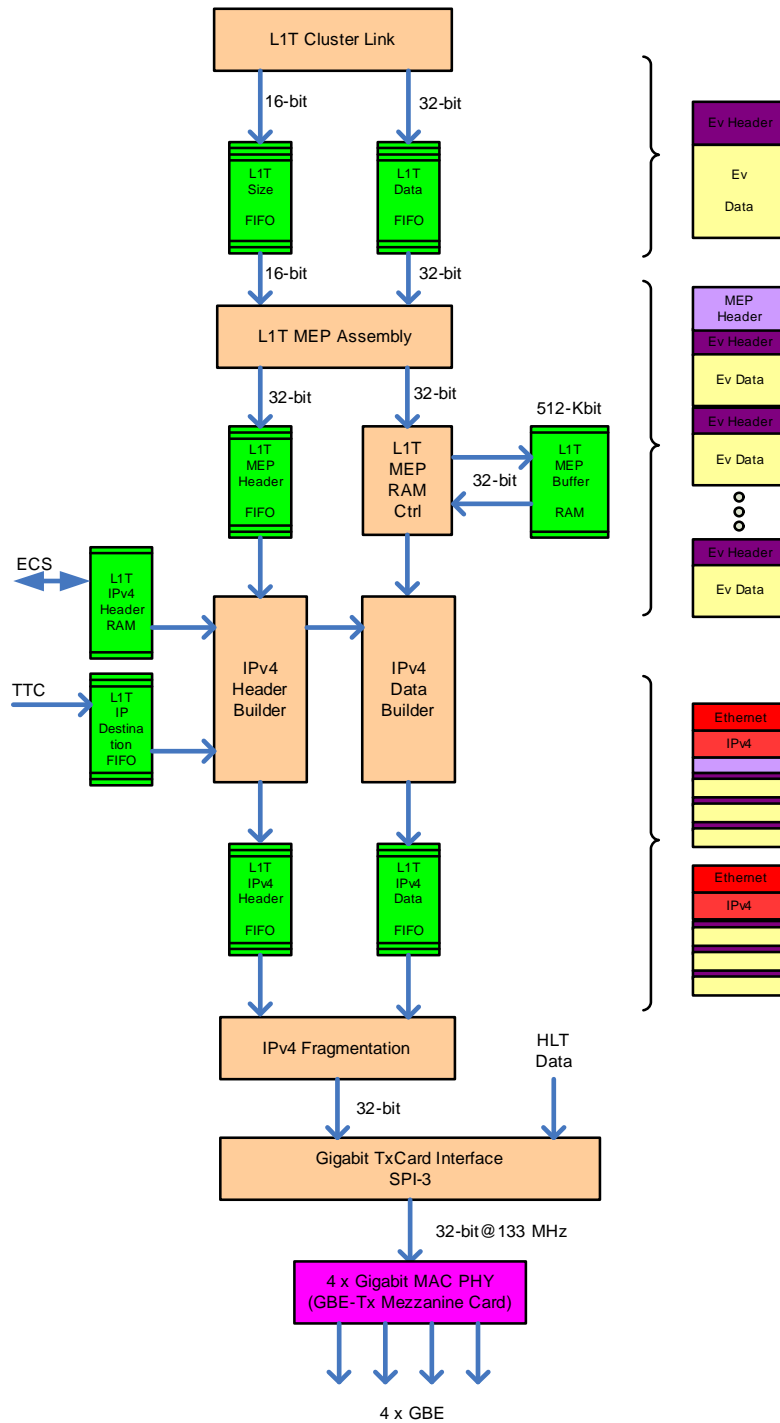 L1T Cluster Link
16-bit
32-bit
L1T
Size
FIFO
L1T
Data
FIFO
16-bit
32-bit
Ev Header
Ev
Data
L1T MEP Assembly
32-bit
32-bit
512-Kbit
L1T
MEP
Header
FIFO
L1T
MEP
RAM
Ctrl
32-bit
L1T
MEP
Buffer
RAM
MEP
Header
Ev Header
Ev Data
Ev Header
Ev Data
Ev Header
Ev Data
ECS
L1T
IPv4
Header
RAM
TTC
L1T
IP
Destina
tion
FIFO
IPv4
Header
Builder
IPv4
Data
Builder
L1T
IPv4
Header
FIFO
L1T
IPv4
Data
FIFO
Ethernet
IPv4
Ethernet
IPv4
IPv4 Fragmentation
HLT
Data
32-bit
Gigabit TxCard Interface
SPI-3
32-bit@133 MHz
4 x Gigabit MAC PHY
(GBE-Tx Mezzanine Card)
4 x GBE